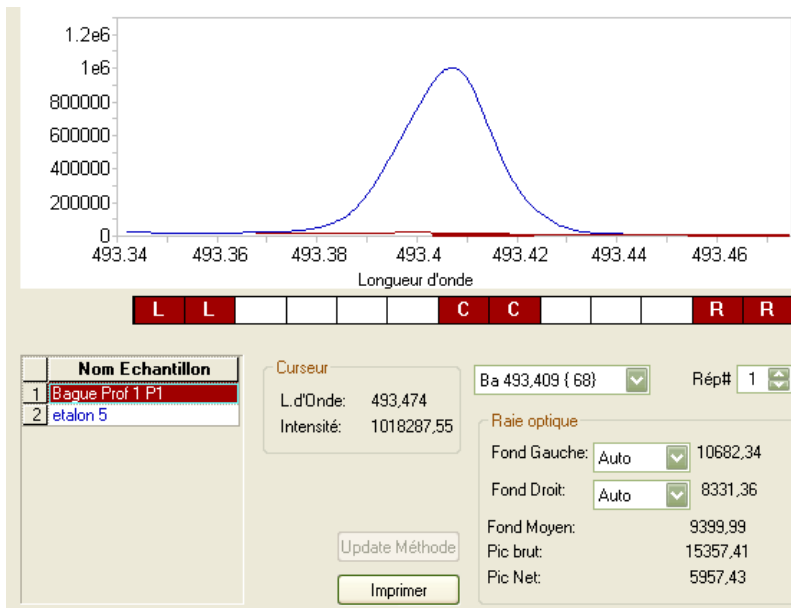 1.2e6
1e6
800000
600000
400000
200000
0
493.34 493.36 493.38 493.4 493.42 493.44 493.46
Longueur d'onde
L L C C R R
Nom Echantillon
1 Bague Prof 1 P1
2 etalon 5
Curseur
L.d'Onde: 493,474
Intensité: 1018287,55
Ba 493,409 { 68}
Rép# 1
Raie optique
Fond Gauche: Auto 10682,34
Fond Droit: Auto 8331,36
Fond Moyen: 9399,99
Pic brut: 15357,41
Pic Net: 5957,43
Update Méthode
Imprimer